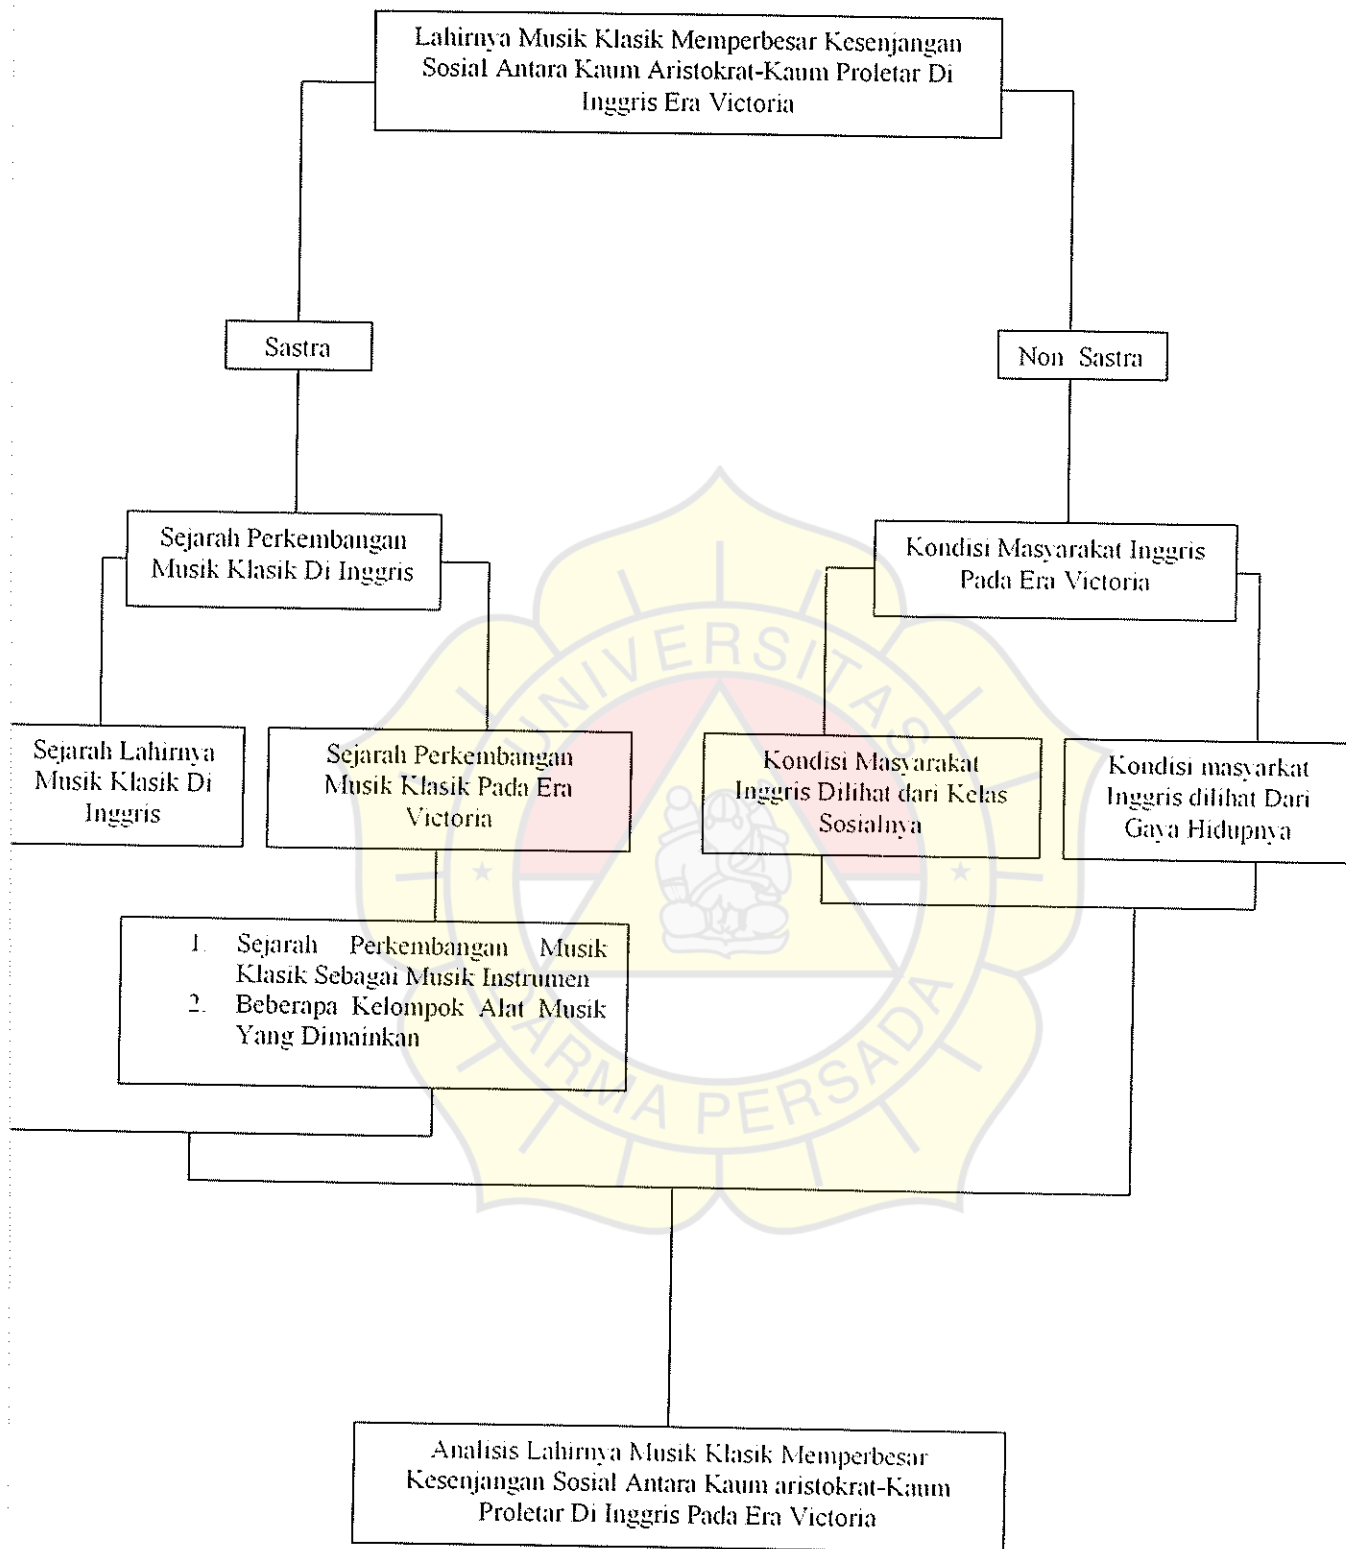 Lahirnya Musik Klasik Memperbesar Kesenjangan
Sosial Antara Kaum Aristokrat-Kaum Proletar Di
Inggris Era Victoria
Sastra
Non Sastra
Sejarah Perkembangan
Musik Klasik Di Inggris
Kondisi Masyarakat Inggris
Pada Era Victoria
Sejarah Lahirnya
Musik Klasik Di
Inggris
Sejarah Perkembangan
Musik Klasik Pada Era
Victoria
Kondisi Masyarakat
Inggris Dilihat dari Kelas
Sosialnya
Kondisi masyarkat
Inggris dilihat Dari
Gaya Hidupnya
1. Sejarah Perkembangan Musik
Klasik Sebagai Musik Instrumen
2. Beberapa Kelompok Alat Musik
Yang Dimainkan
UNIVERSITAS
DARMA PERSADA
Analisis Lahirnya Musik Klasik Memperbesar
Kesenjangan Sosial Antara Kaum aristokrat-Kaum
Proletar Di Inggris Pada Era Victoria